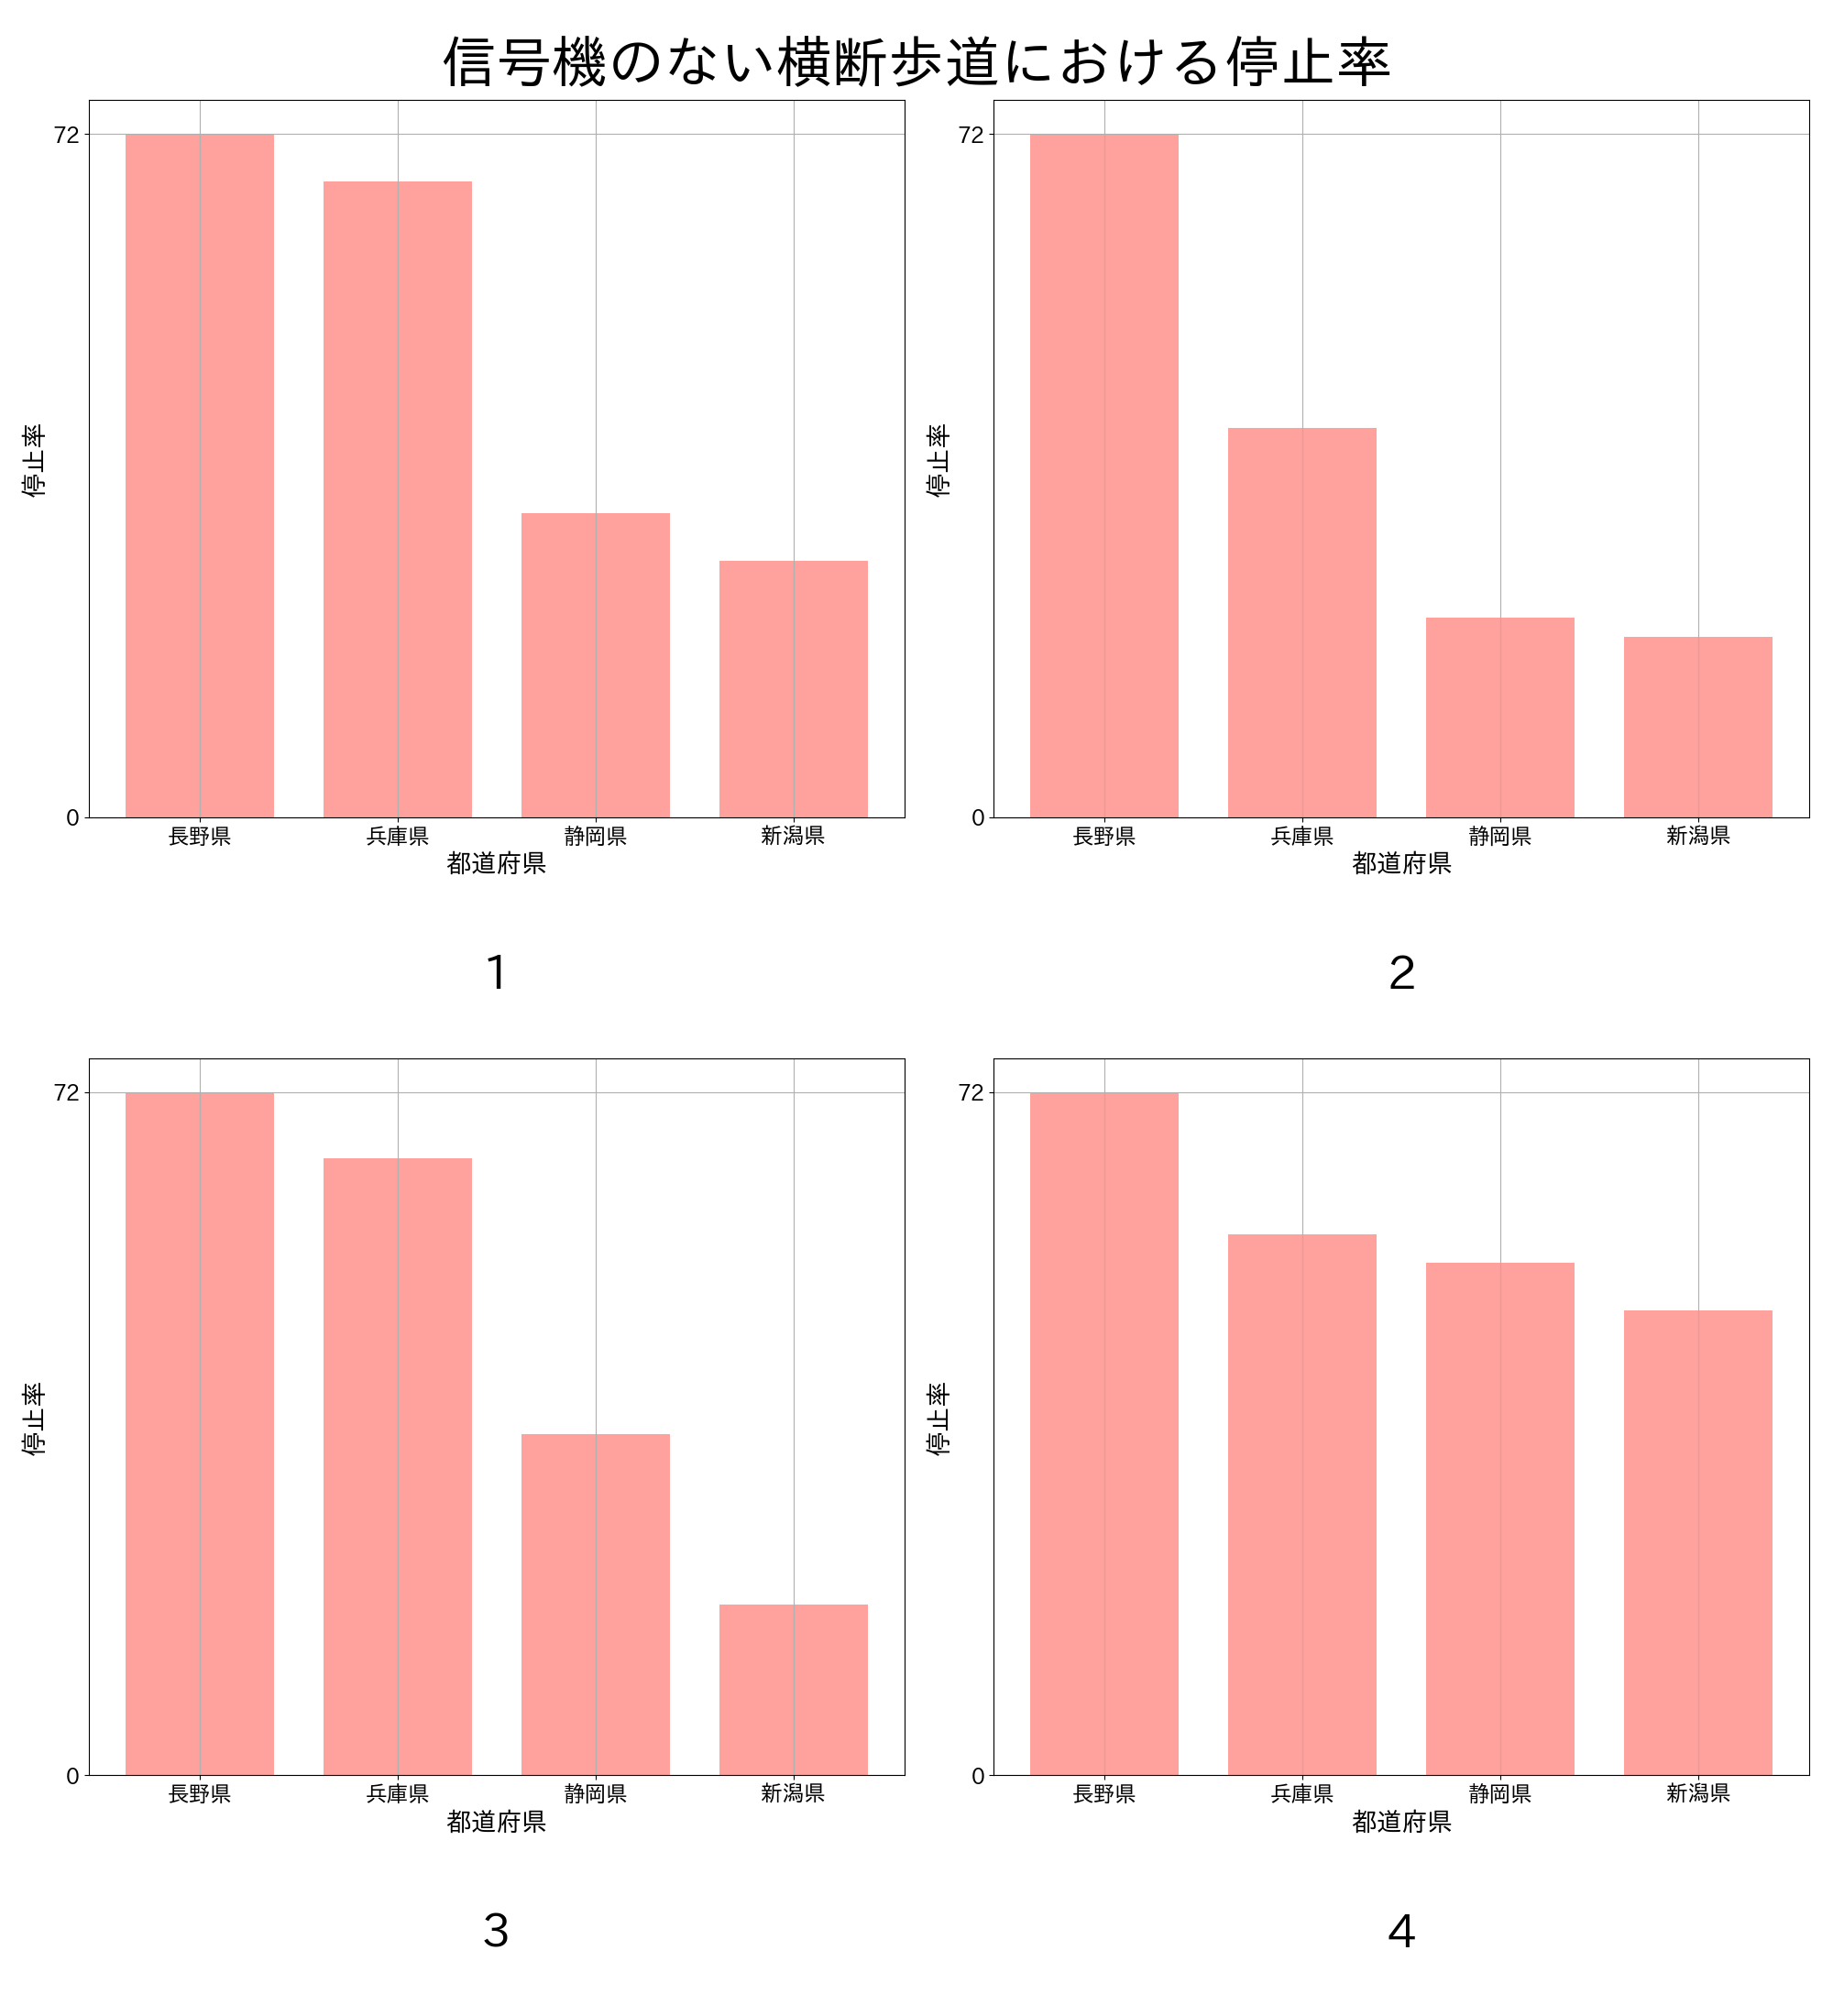 信号機のない横断歩道における停止率
72
停止率
0
長野県 兵庫県 静岡県 新潟県
都道府県
1
72
停止率
0
長野県 兵庫県 静岡県 新潟県
都道府県
2
72
停止率
0
長野県 兵庫県 静岡県 新潟県
都道府県
3
72
停止率
0
長野県 兵庫県 静岡県 新潟県
都道府県
4